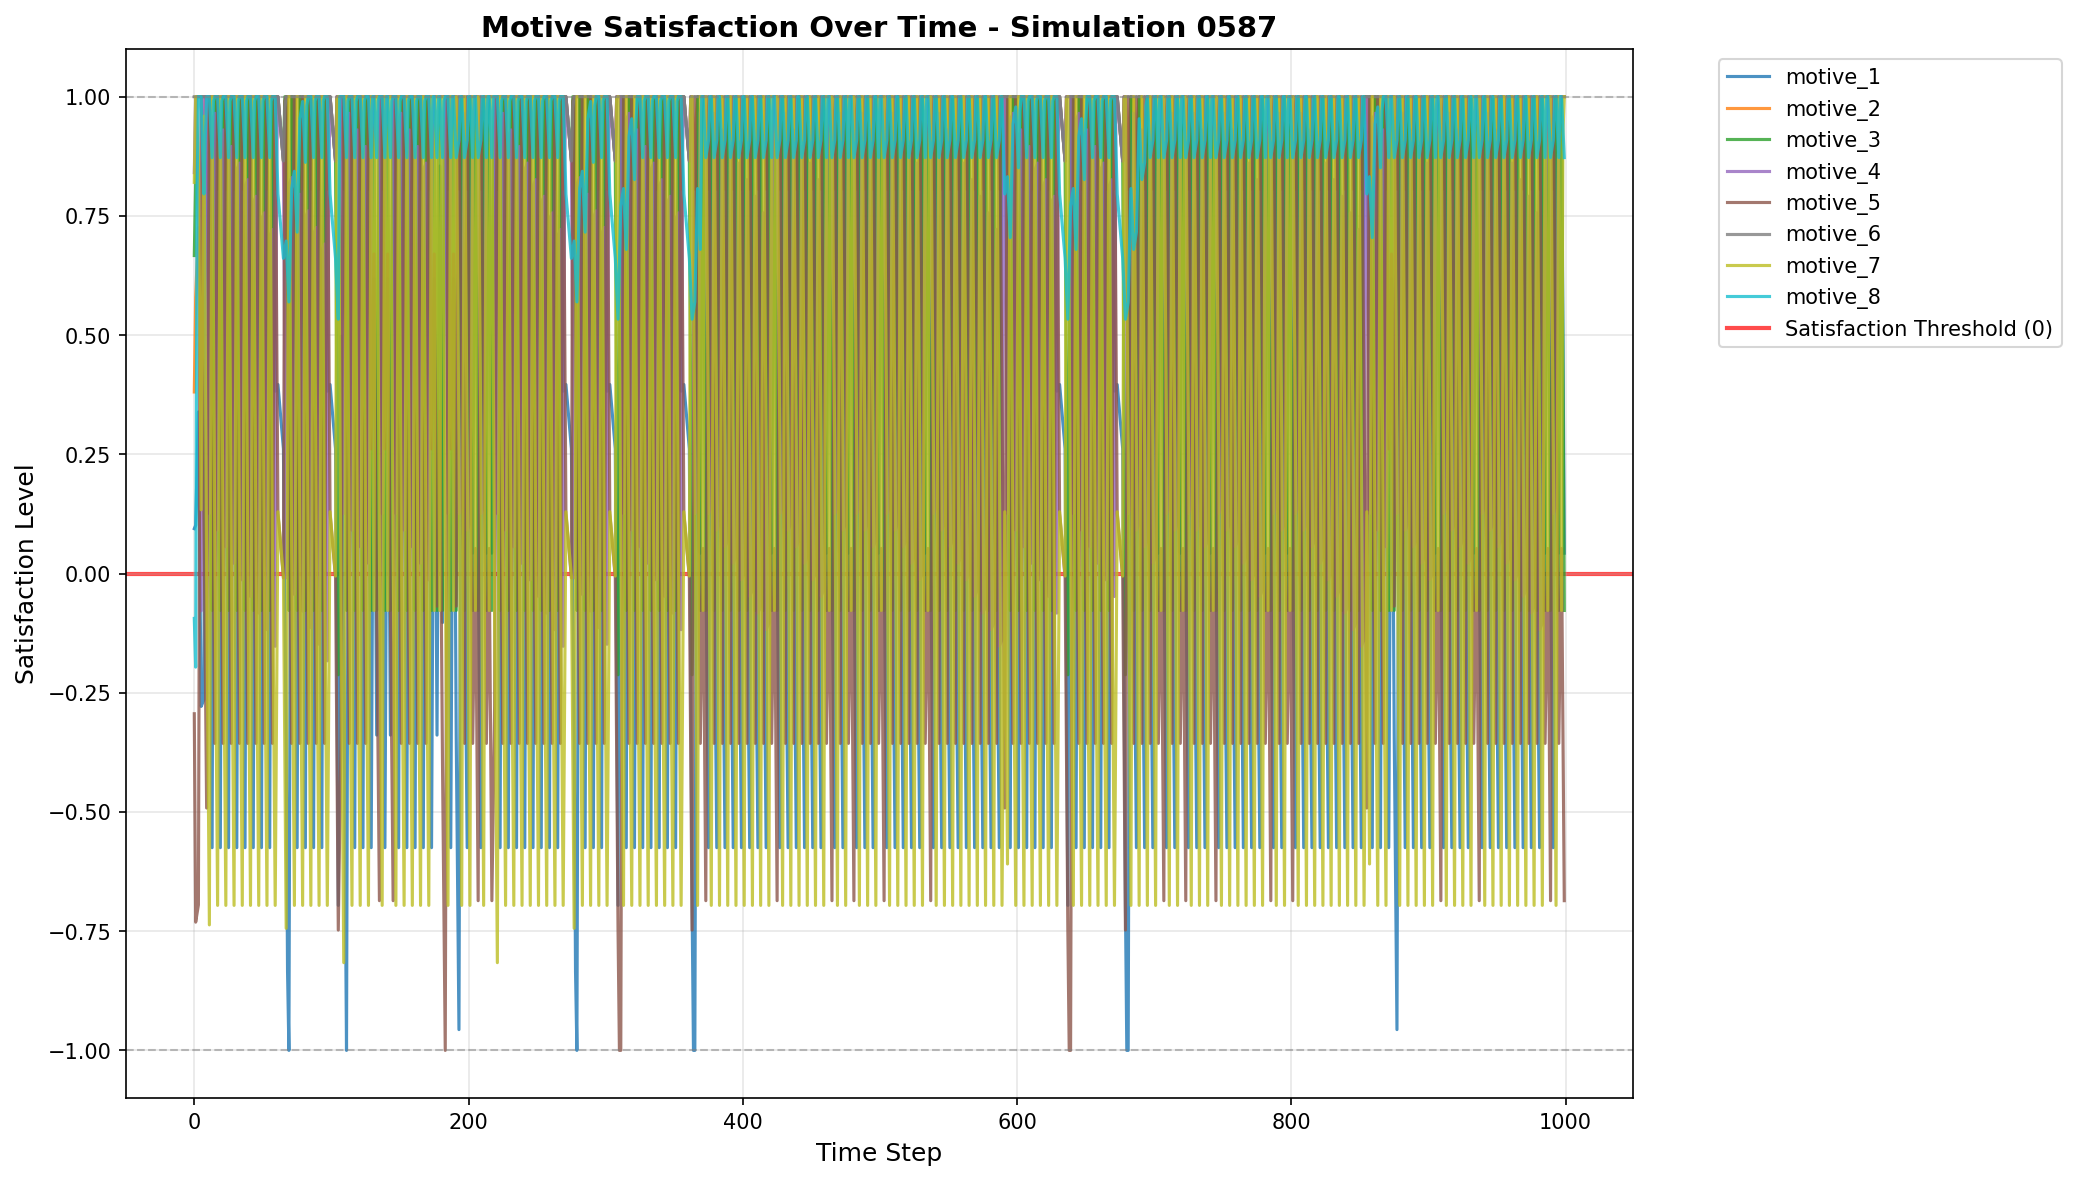 Motive Satisfaction Over Time - Simulation 0587
1.00
0.75
0.50
0.25
0.00
−0.25
−0.50
−0.75
−1.00
Satisfaction Level
0
200
400
600
800
1000
Time Step
motive_1
motive_2
motive_3
motive_4
motive_5
motive_6
motive_7
motive_8
Satisfaction Threshold (0)